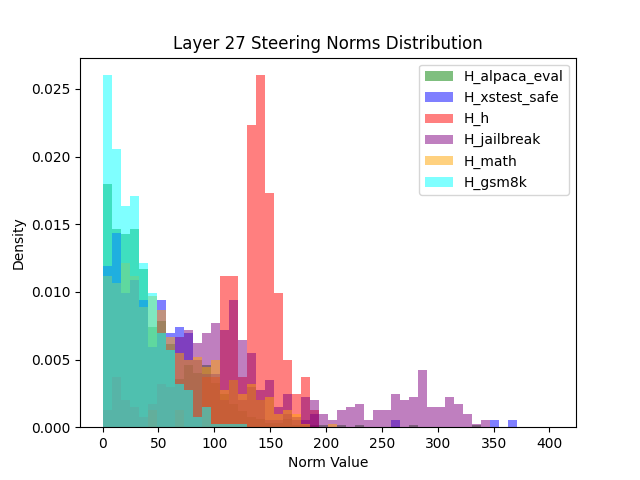 Layer 27 Steering Norms Distribution
H_alpaca_eval
H_xstest_safe
H_h
H_jailbreak
H_math
H_gsm8k
0.025
0.020
0.015
0.010
0.005
0.000
Density
0 50 100 150 200 250 300 350 400
Norm Value